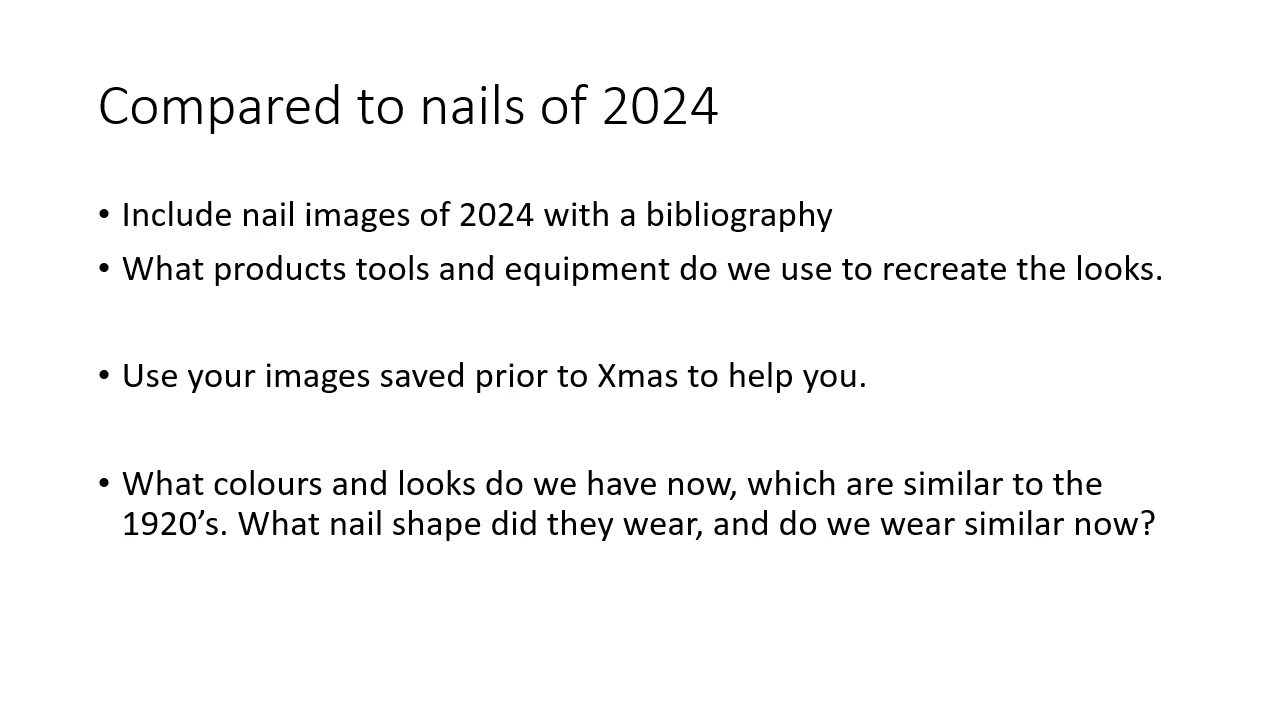 Compared to nails of 2024
• Include nail images of 2024 with a bibliography
• What products tools and equipment do we use to recreate the looks.
• Use your images saved prior to Xmas to help you.
• What colours and looks do we have now, which are similar to the
1920’s. What nail shape did they wear, and do we wear similar now?